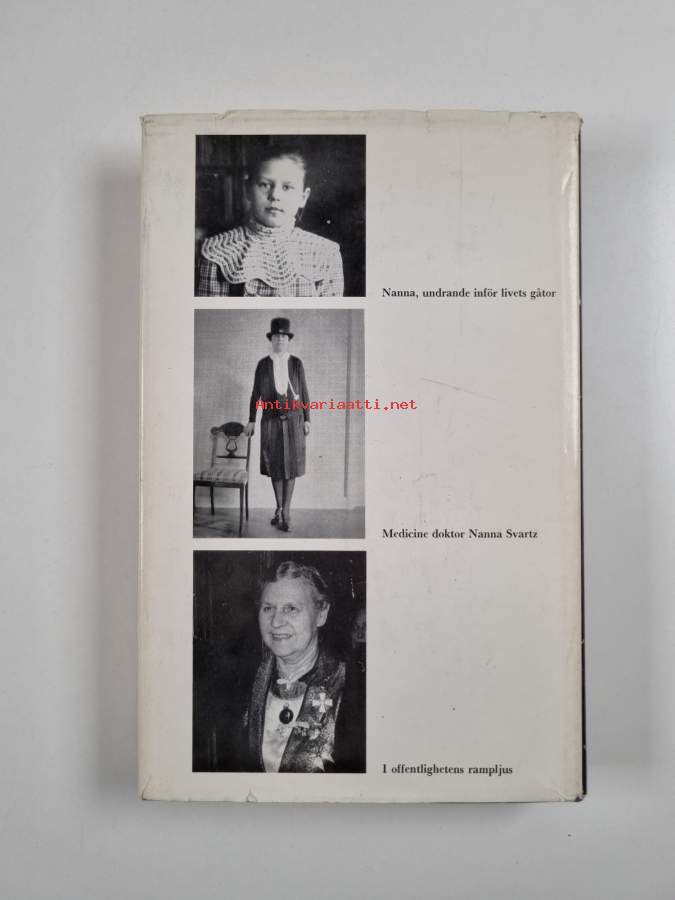 Nanna, undrande inför livets gåtor
Antikvariaatti.net
Medicine doktor Nanna Svartz
I offentlighetens rampljus